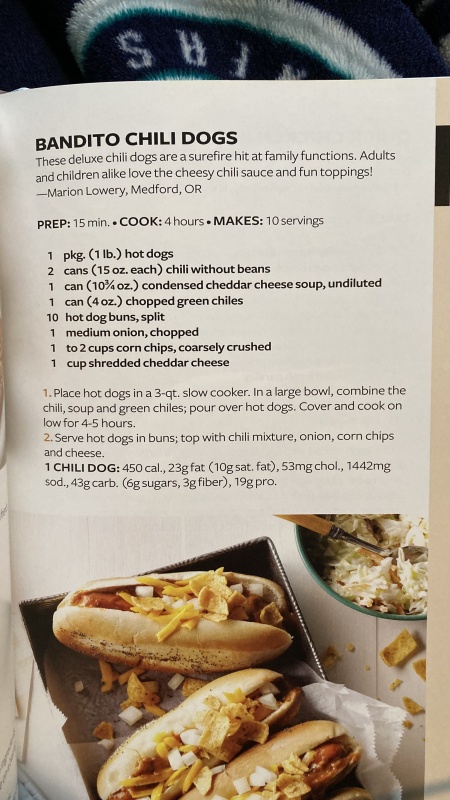 BANDITO CHILI DOGS
These deluxe chili dogs are a surefire hit at family functions. Adults
and children alike love the cheesy chili sauce and fun toppings!
—Marion Lowery, Medford, OR
PREP: 15 min. • COOK: 4 hours • MAKES: 10 servings
1 pkg. (1 lb.) hot dogs
2 cans (15 oz. each) chili without beans
1 can (10¾ oz.) condensed cheddar cheese soup, undiluted
1 can (4 oz.) chopped green chiles
10 hot dog buns, split
1 medium onion, chopped
1 to 2 cups corn chips, coarsely crushed
1 cup shredded cheddar cheese
1. Place hot dogs in a 3-qt. slow cooker. In a large bowl, combine the
chili, soup and green chiles; pour over hot dogs. Cover and cook on
low for 4-5 hours.
2. Serve hot dogs in buns; top with chili mixture, onion, corn chips
and cheese.
1 CHILI DOG: 450 cal., 23g fat (10g sat. fat), 53mg chol., 1442mg
sod., 43g carb. (6g sugars, 3g fiber), 19g pro.